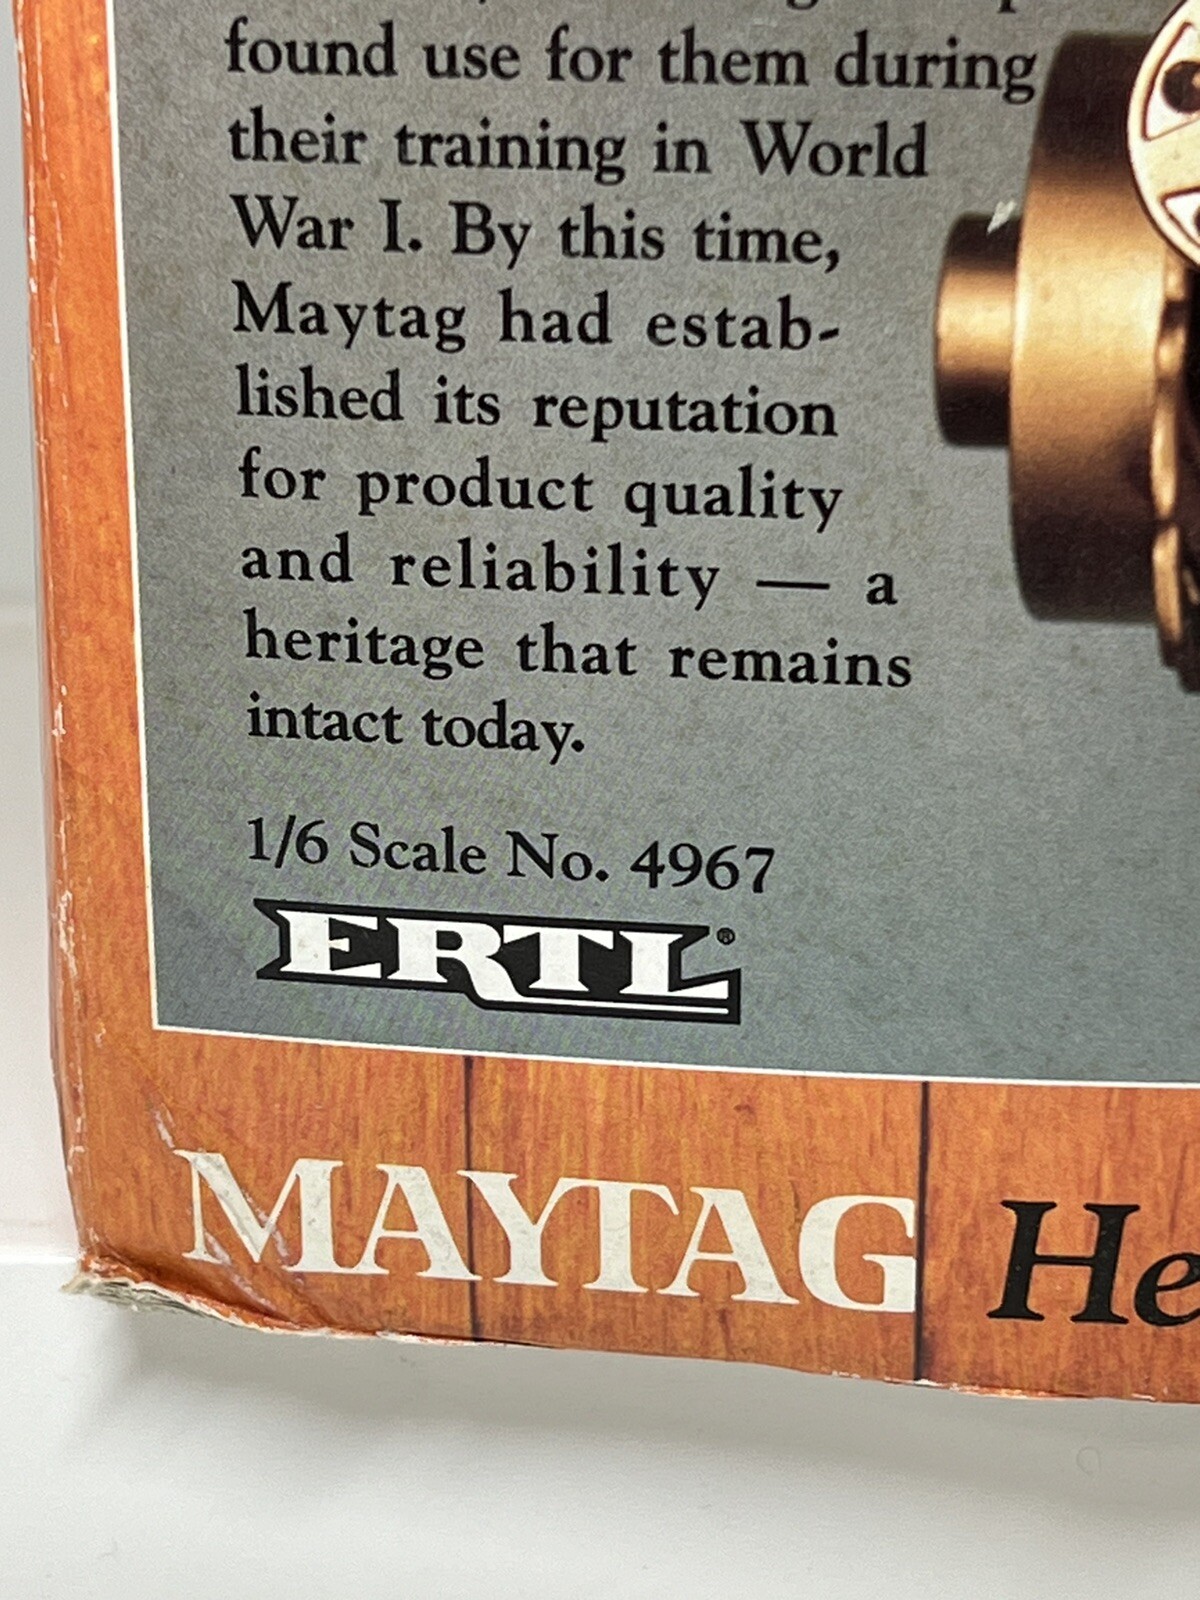 found use for them during
their training in World
War I. By this time,
Maytag had estab-
lished its reputation
for product quality
and reliability — a
heritage that remains
intact today.
1/6 Scale No. 4967
ERTL®
MAYTAG He